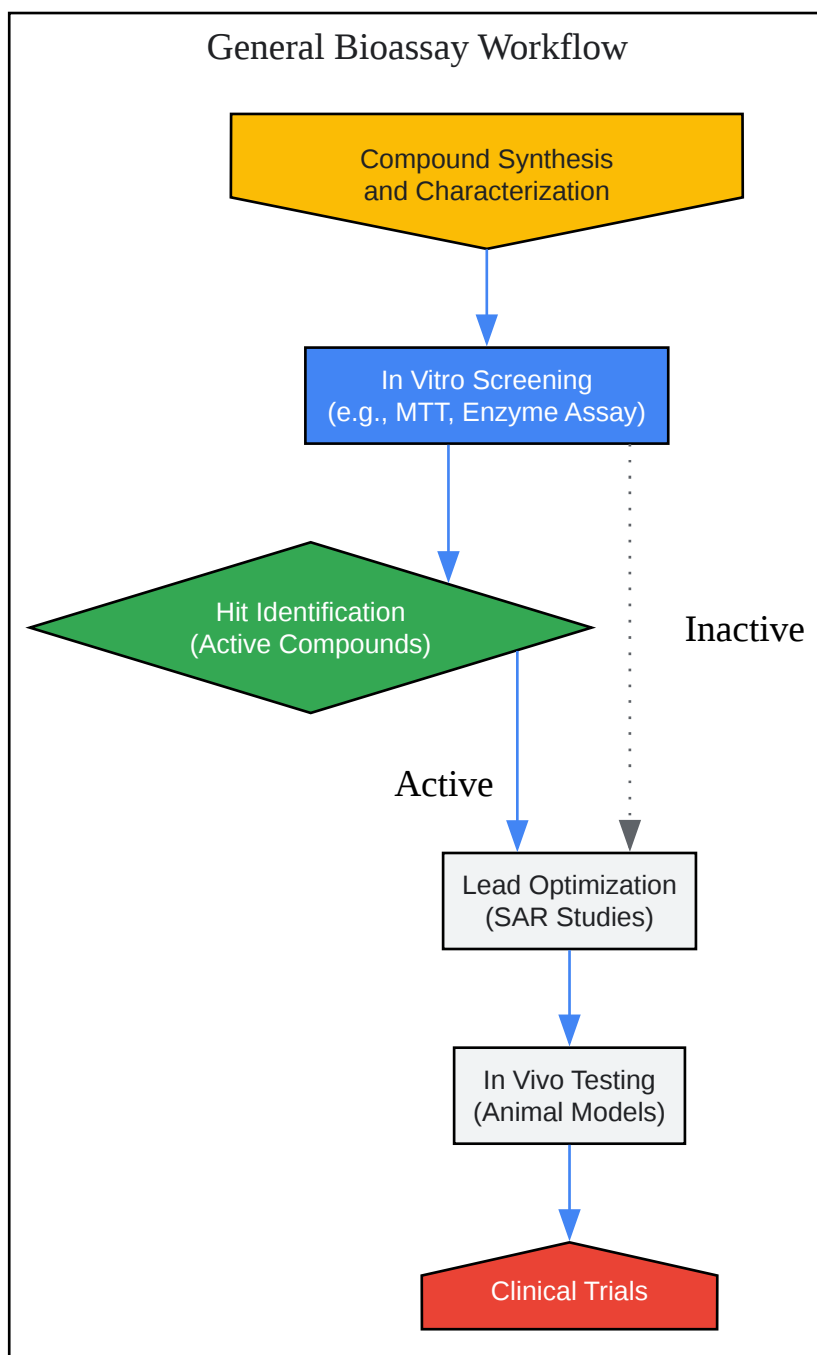 General Bioassay Workflow
Compound Synthesis
and Characterization
In Vitro Screening
(e.g., MTT, Enzyme Assay)
Hit Identification
(Active Compounds)
Inactive
Active
Lead Optimization
(SAR Studies)
In Vivo Testing
(Animal Models)
Clinical Trials